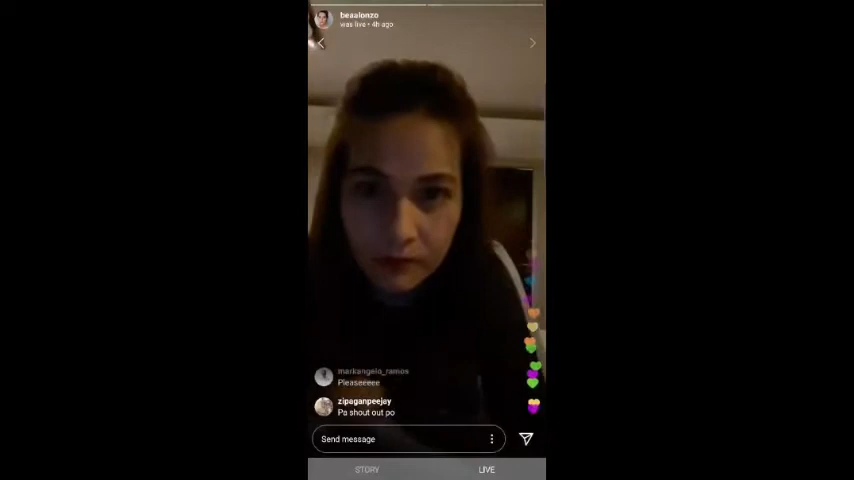 beaalonzo
was live • 4h ago
markangelo_ramos
Pleaseeeee
zipaganpeejay
Pa shout out po
Send message
STORY
LIVE